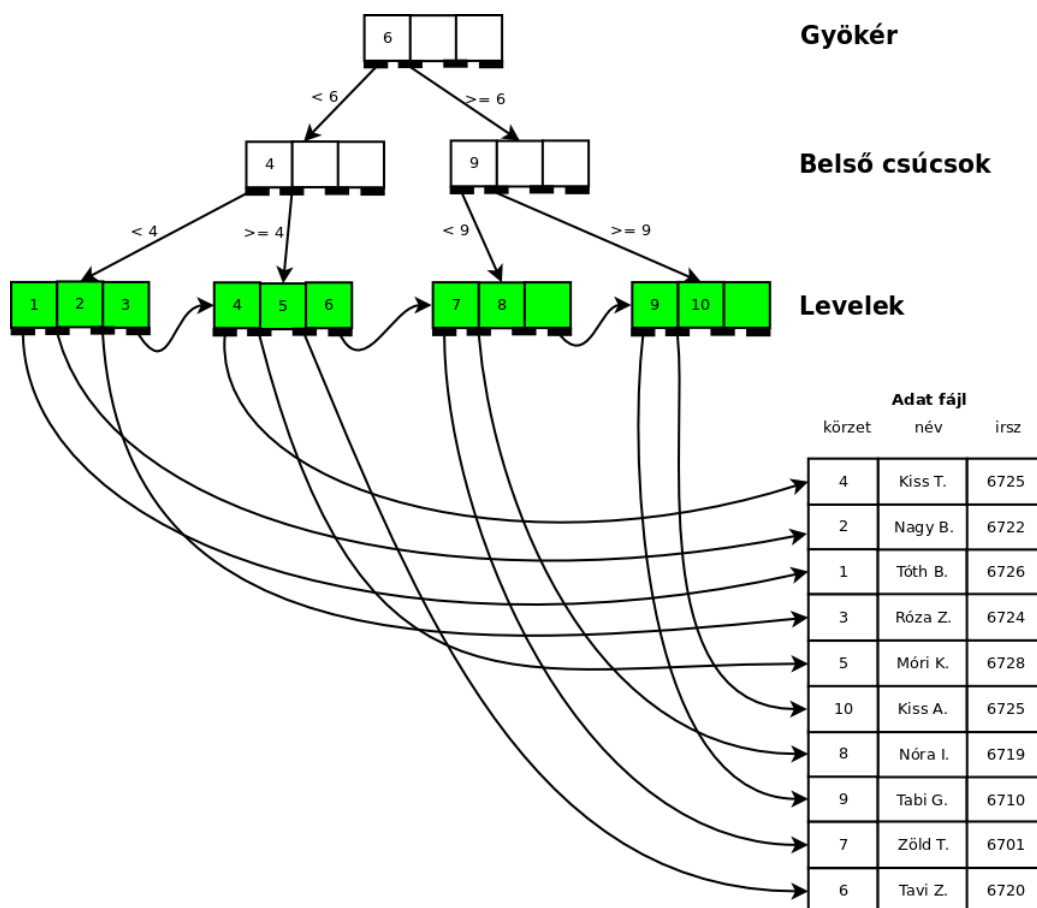 6
Gyökér
< 6
>= 6
4
9
Belső csúcsok
< 4
>= 4
< 9
>= 9
1 2 3
4 5 6
7 8
9 10
Levelek
Adat fájl
körzet név irsz
4 Kiss T. 6725
2 Nagy B. 6722
1 Tóth B. 6726
3 Róza Z. 6724
5 Móri K. 6728
10 Kiss A. 6725
8 Nóra I. 6719
9 Tabi G. 6710
7 Zöld T. 6701
6 Tavi Z. 6720